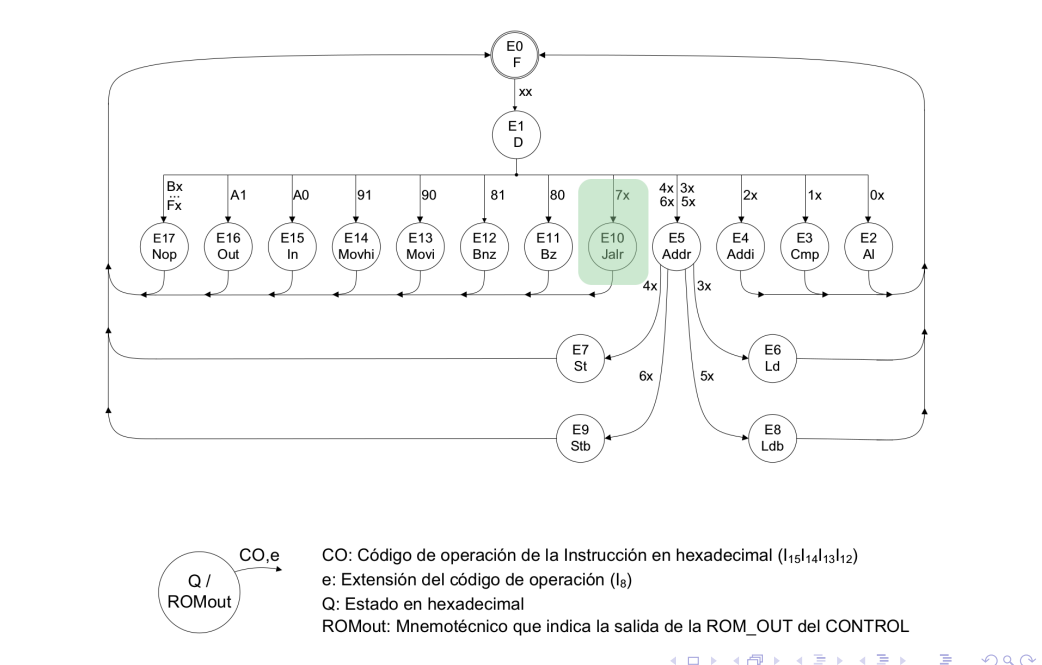 E0
F
xx
E1
D
Bx
...
Fx
A1
A0
91
90
81
80
7x
4x 3x
6x 5x
2x
1x
0x
E17
Nop
E16
Out
E15
In
E14
Movhi
E13
Movi
E12
Bnz
E11
Bz
E10
Jalr
E5
Addr
E4
Addi
E3
Cmp
E2
Al
4x
3x
E7
St
E6
Ld
6x
5x
E9
Stb
E8
Ldb
CO,e
Q /
ROMout
CO: Código de operación de la Instrucción en hexadecimal (I₁₅I₁₄I₁₃I₁₂)
e: Extensión del código de operación (I₈)
Q: Estado en hexadecimal
ROMout: Mnemotécnico que indica la salida de la ROM_OUT del CONTROL